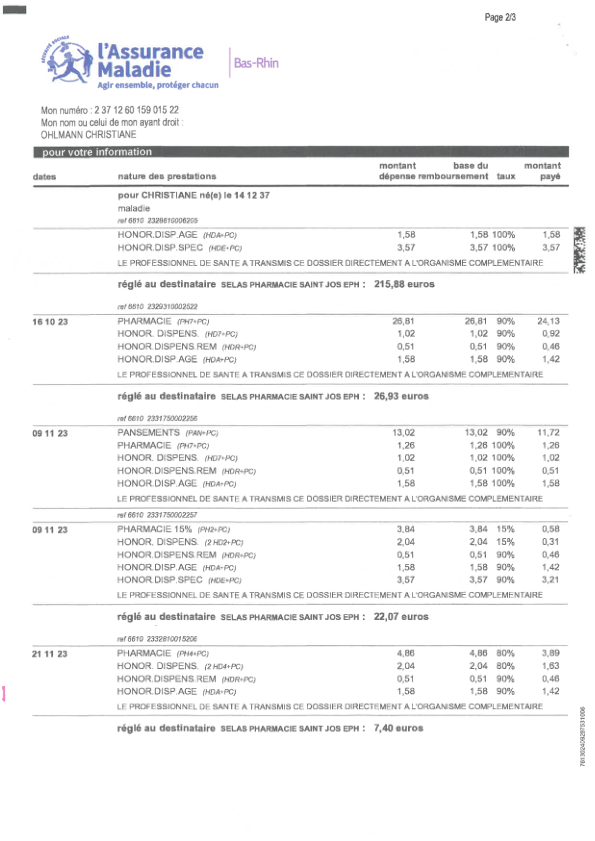 Page 2/3
SÉCURITÉ SOCIALE
l'Assurance
Maladie
Agir ensemble, protéger chacun
Bas-Rhin
Mon numéro : 2 37 12 60 159 015 22
Mon nom ou celui de mon ayant droit :
OHLMANN CHRISTIANE
pour votre information
dates nature des prestations montant dépense base du remboursement taux montant payé
pour CHRISTIANE né(e) le 14 12 37
maladie
ref 6610 2329810006205
HONOR.DISP.AGE (HDA+PC) 1,58 1,58 100% 1,58
HONOR.DISP.SPEC (HDE+PC) 3,57 3,57 100% 3,57
LE PROFESSIONNEL DE SANTE A TRANSMIS CE DOSSIER DIRECTEMENT A L'ORGANISME COMPLEMENTAIRE
réglé au destinataire SELAS PHARMACIE SAINT JOS EPH : 215,88 euros
ref 6610 2329310002522
16 10 23 PHARMACIE (PH7+PC) 26,81 26,81 90% 24,13
HONOR. DISPENS. (HD7+PC) 1,02 1,02 90% 0,92
HONOR.DISPENS.REM (HDR+PC) 0,51 0,51 90% 0,46
HONOR.DISP.AGE (HDA+PC) 1,58 1,58 90% 1,42
LE PROFESSIONNEL DE SANTE A TRANSMIS CE DOSSIER DIRECTEMENT A L'ORGANISME COMPLEMENTAIRE
réglé au destinataire SELAS PHARMACIE SAINT JOS EPH : 26,93 euros
ref 6610 2331750002256
09 11 23 PANSEMENTS (PAN+PC) 13,02 13,02 90% 11,72
PHARMACIE (PH7+PC) 1,26 1,26 100% 1,26
HONOR. DISPENS. (HD7+PC) 1,02 1,02 100% 1,02
HONOR.DISPENS.REM (HDR+PC) 0,51 0,51 100% 0,51
HONOR.DISP.AGE (HDA+PC) 1,58 1,58 100% 1,58
LE PROFESSIONNEL DE SANTE A TRANSMIS CE DOSSIER DIRECTEMENT A L'ORGANISME COMPLEMENTAIRE
ref 6610 2331750002257
09 11 23 PHARMACIE 15% (PH2+PC) 3,84 3,84 15% 0,58
HONOR. DISPENS. (2 HD2+PC) 2,04 2,04 15% 0,31
HONOR.DISPENS.REM (HDR+PC) 0,51 0,51 90% 0,46
HONOR.DISP.AGE (HDA+PC) 1,58 1,58 90% 1,42
HONOR.DISP.SPEC (HDE+PC) 3,57 3,57 90% 3,21
LE PROFESSIONNEL DE SANTE A TRANSMIS CE DOSSIER DIRECTEMENT A L'ORGANISME COMPLEMENTAIRE
réglé au destinataire SELAS PHARMACIE SAINT JOS EPH : 22,07 euros
ref 6610 2332810015206
21 11 23 PHARMACIE (PH4+PC) 4,86 4,86 80% 3,89
HONOR. DISPENS. (2 HD4+PC) 2,04 2,04 80% 1,63
HONOR.DISPENS.REM (HDR+PC) 0,51 0,51 90% 0,46
HONOR.DISP.AGE (HDA+PC) 1,58 1,58 90% 1,42
LE PROFESSIONNEL DE SANTE A TRANSMIS CE DOSSIER DIRECTEMENT A L'ORGANISME COMPLEMENTAIRE
réglé au destinataire SELAS PHARMACIE SAINT JOS EPH : 7,40 euros